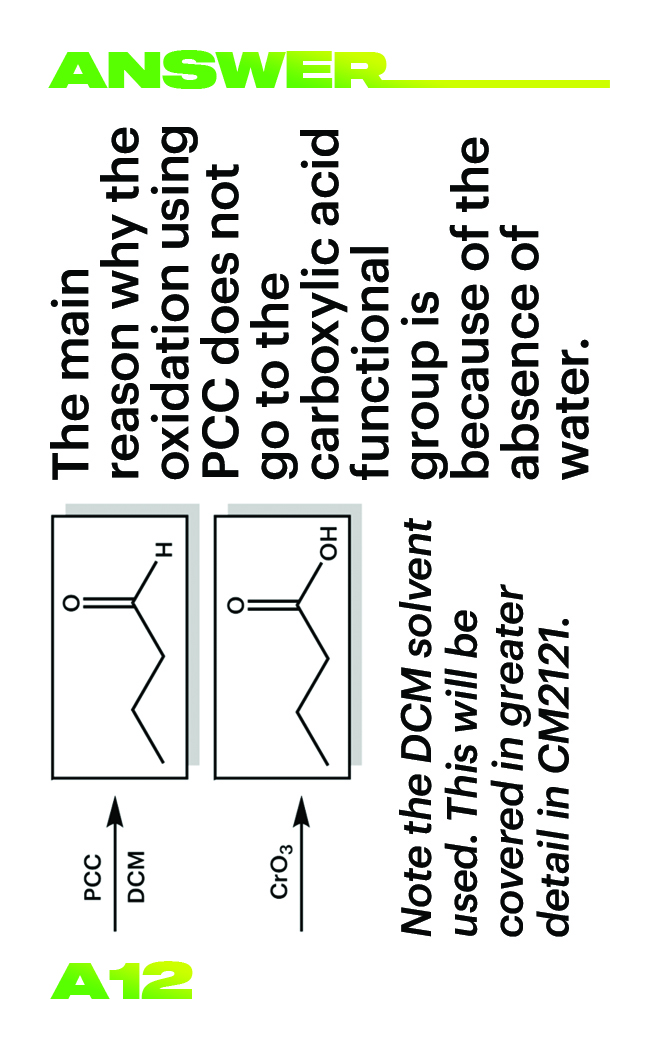 ANSWER
PCC
DCM
O
H
CrO3
O
OH
The main
reason why the
oxidation using
PCC does not
go to the
carboxylic acid
functional
group is
because of the
absence of
water.
Note the DCM solvent
used. This will be
covered in greater
detail in CM2121.
A12